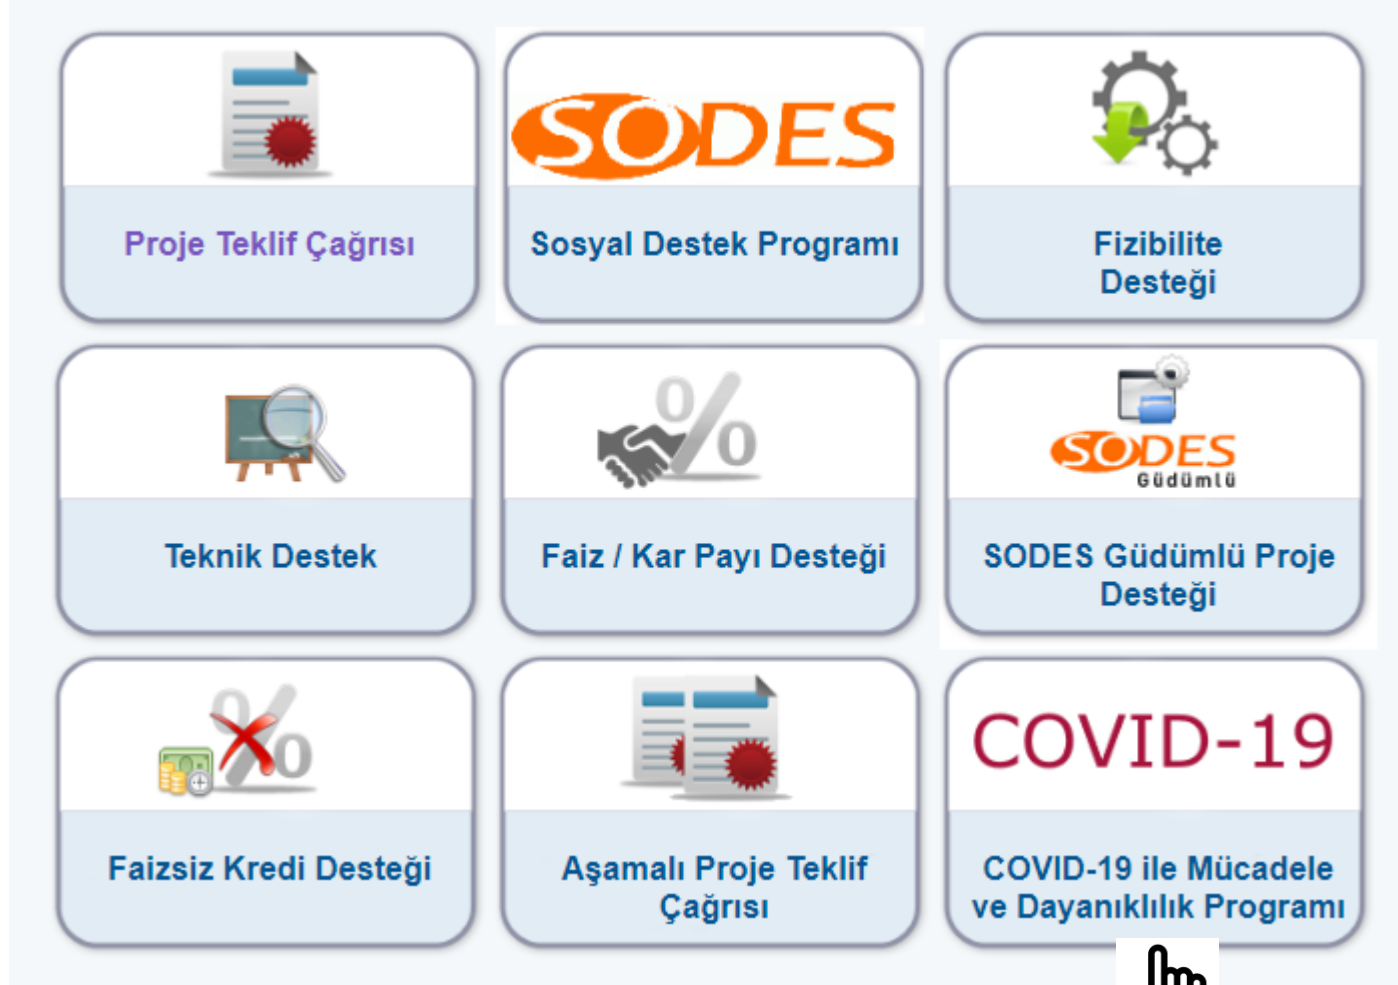 SODES
Proje Teklif Çağrısı
Sosyal Destek Programı
Fizibilite
Desteği
SODES
Güdümlü
Teknik Destek
Faiz / Kar Payı Desteği
SODES Güdümlü Proje
Desteği
COVID-19
Faizsiz Kredi Desteği
Aşamalı Proje Teklif
Çağrısı
COVID-19 ile Mücadele
ve Dayanıklılık Programı